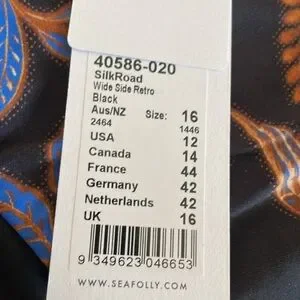 40586-020
SilkRoad
Wide Side Retro
Black
Aus/NZ Size: 16
2464 1446
USA 12
Canada 14
France 44
Germany 42
Netherlands 42
UK 16
9 349623 046653
WWW.SEAFOLLY.COM